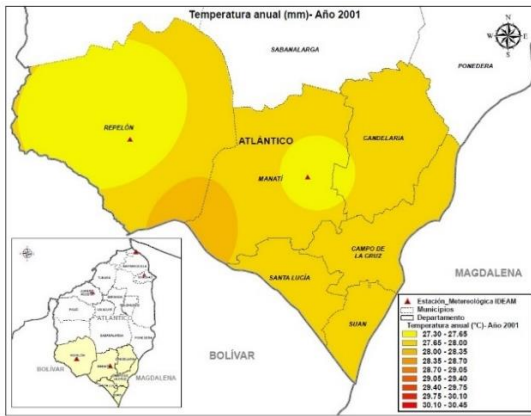 Temperatura anual (mm)- Año 2001
N
W
E
S
SABANALARGA
PONEDERA
REPELÓN
ATLÁNTICO
CANDELARIA
MANATÍ
CAMPO DE
LA CRUZ
SANTA LUCÍA
SUAN
MAGDALENA
BOLÍVAR
ATLÁNTICO
BOLÍVAR
MAGDALENA
Estación_Metereológica IDEAM
Municipios
Departamento
Temperatura anual (°C)- Año 2001
27.30 - 27.65
27.65 - 28.00
28.00 - 28.35
28.35 - 28.70
28.70 - 29.05
29.05 - 29.40
29.40 - 29.75
29.75 - 30.10
30.10 - 30.45